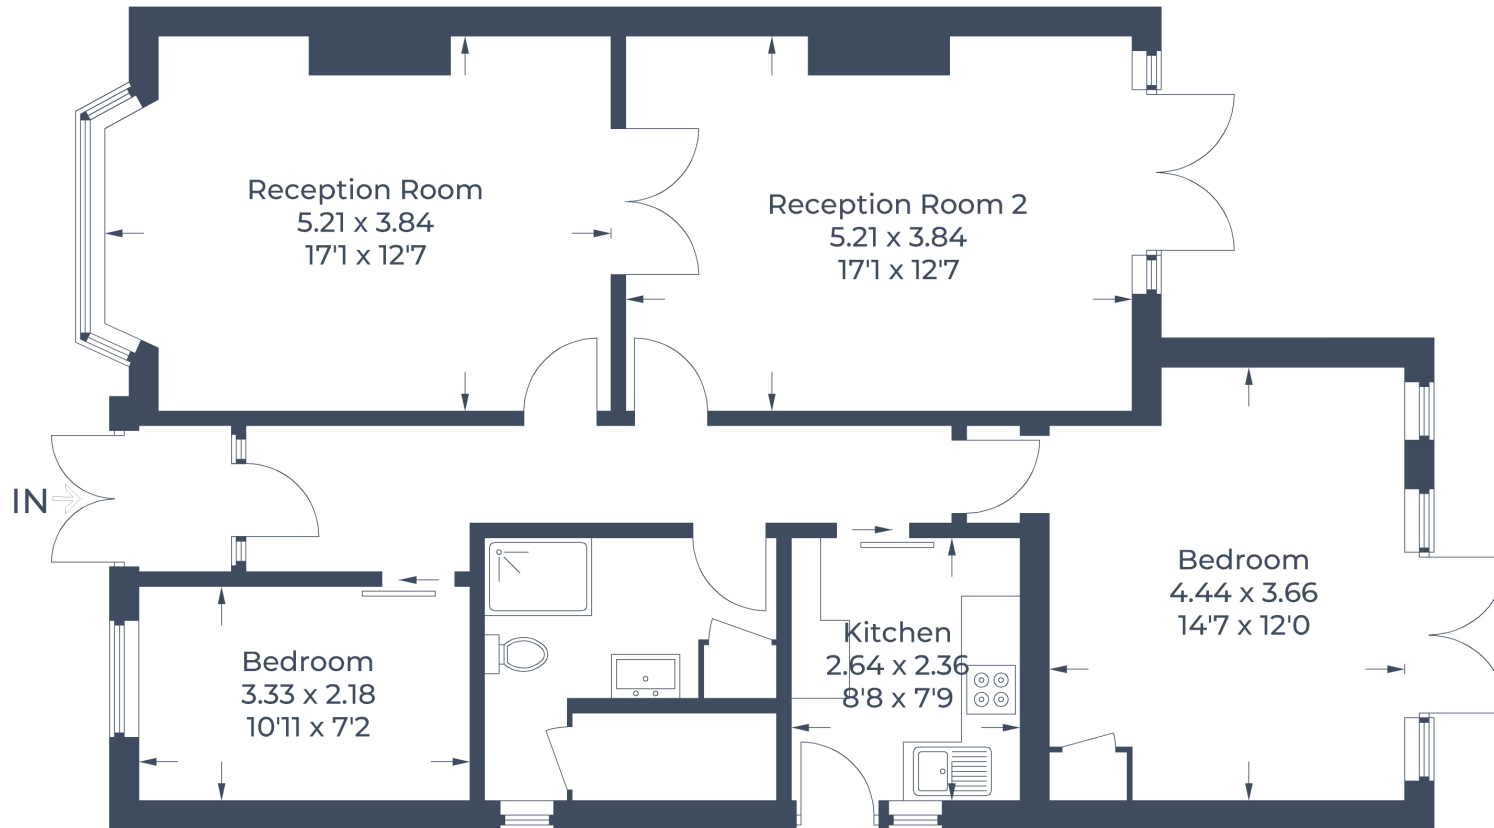 Reception Room
5.21 x 3.84
17'1 x 12'7
Reception Room 2
5.21 x 3.84
17'1 x 12'7
IN
Bedroom
4.44 x 3.66
14'7 x 12'0
Kitchen
2.64 x 2.36
8'8 x 7'9
Bedroom
3.33 x 2.18
10'11 x 7'2